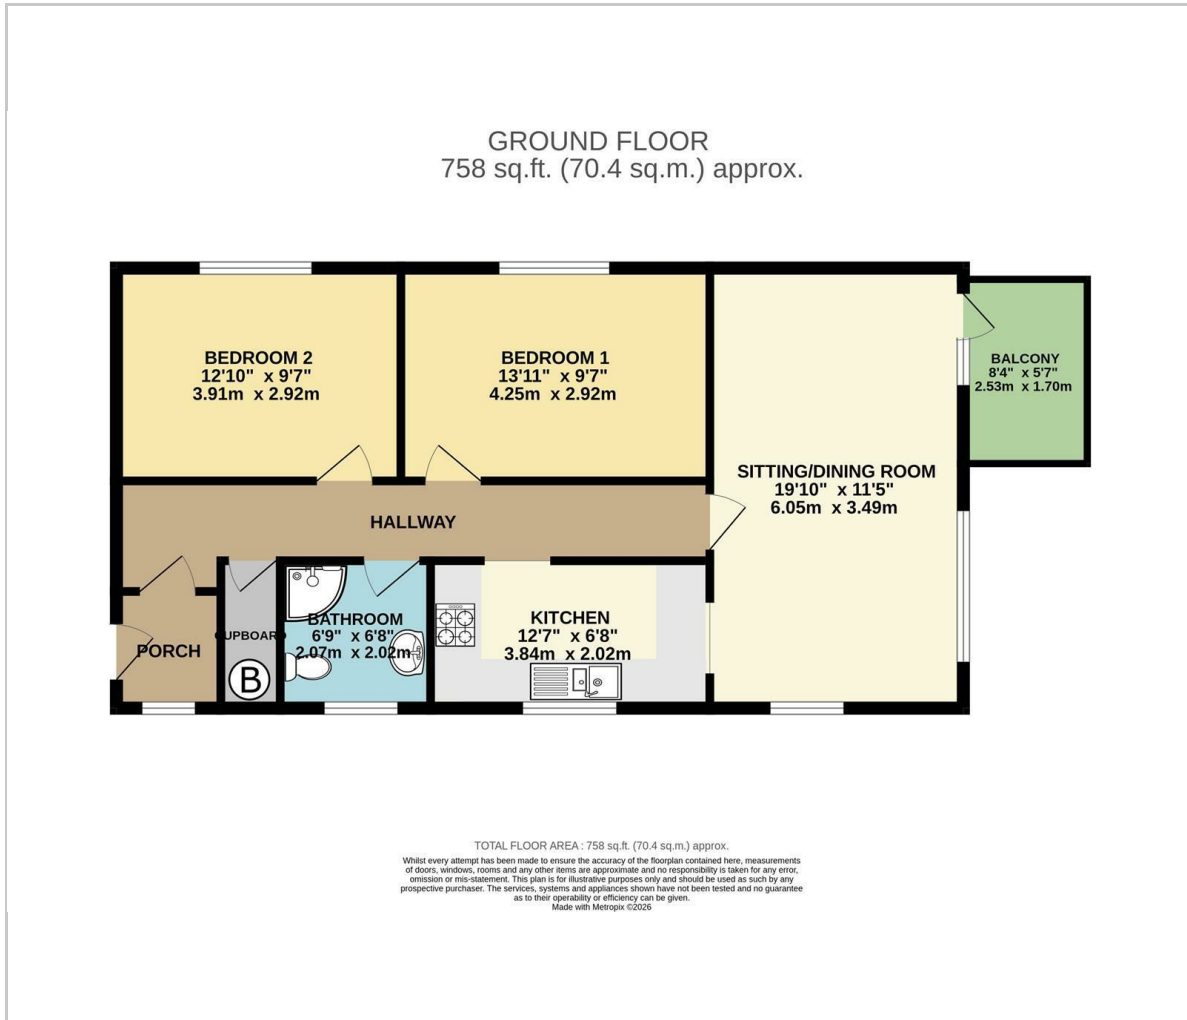 GROUND FLOOR
758 sq.ft. (70.4 sq.m.) approx.
BEDROOM 2
12'10" x 9'7"
3.91m x 2.92m
BEDROOM 1
13'11" x 9'7"
4.25m x 2.92m
BALCONY
8'4" x 5'7"
2.53m x 1.70m
SITTING/DINING ROOM
19'10" x 11'5"
6.05m x 3.49m
HALLWAY
PORCH
CUPBOARD
B
BATHROOM
6'9" x 6'8"
2.07m x 2.02m
KITCHEN
12'7" x 6'8"
3.84m x 2.02m
TOTAL FLOOR AREA : 758 sq.ft. (70.4 sq.m.) approx.
Whilst every attempt has been made to ensure the accuracy of the floorplan contained here, measurements
of doors, windows, rooms and any other items are approximate and no responsibility is taken for any error,
omission or mis-statement. This plan is for illustrative purposes only and should be used as such by any
prospective purchaser. The services, systems and appliances shown have not been tested and no guarantee
as to their operability or efficiency can be given.
Made with Metropix ©2026